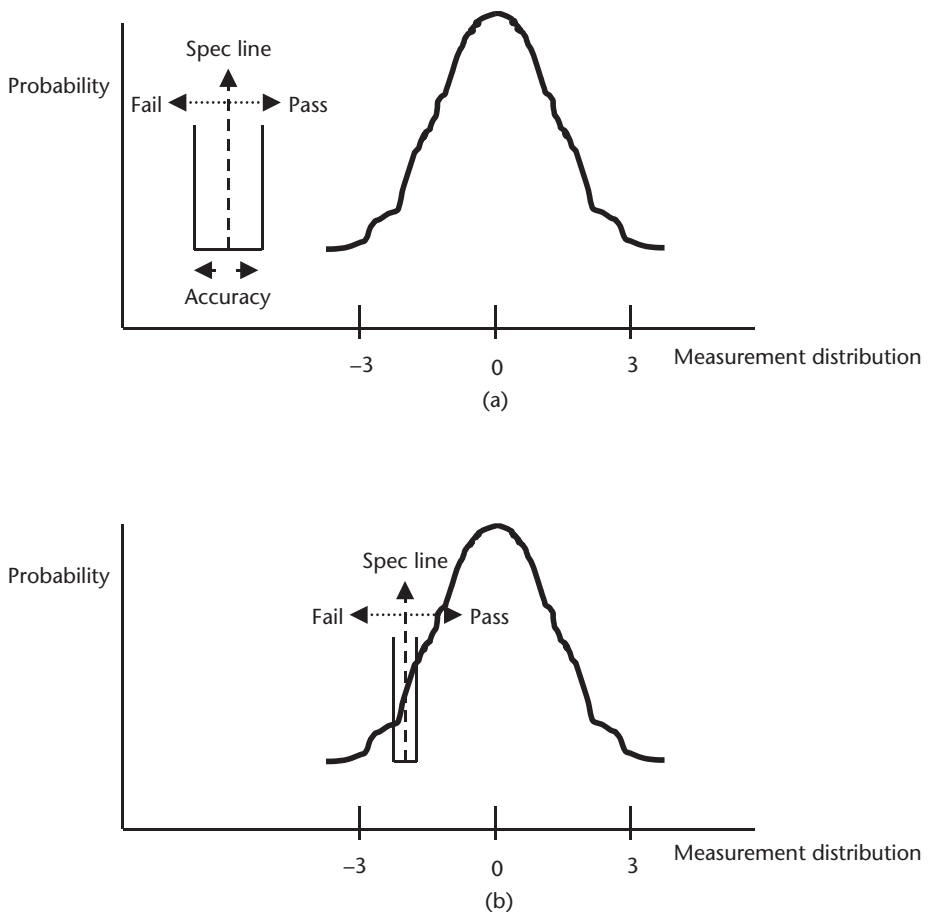 Spec line
Probability
Fail
Pass
Accuracy
−3
0
3
Measurement distribution
(a)
Spec line
Probability
Fail
Pass
−3
0
3
Measurement distribution
(b)